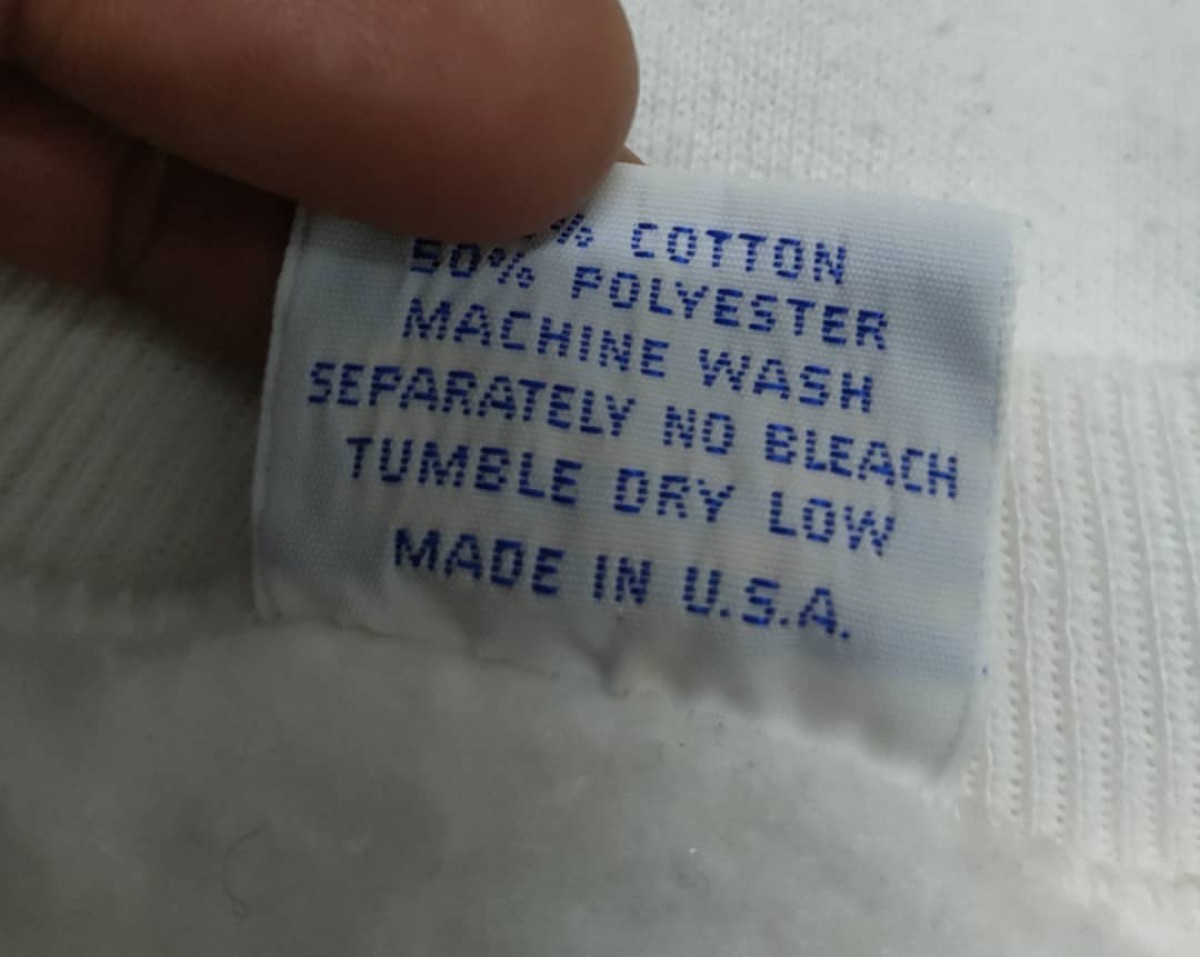 % COTTON
50% POLYESTER
MACHINE WASH
SEPARATELY NO BLEACH
TUMBLE DRY LOW
MADE IN U.S.A.